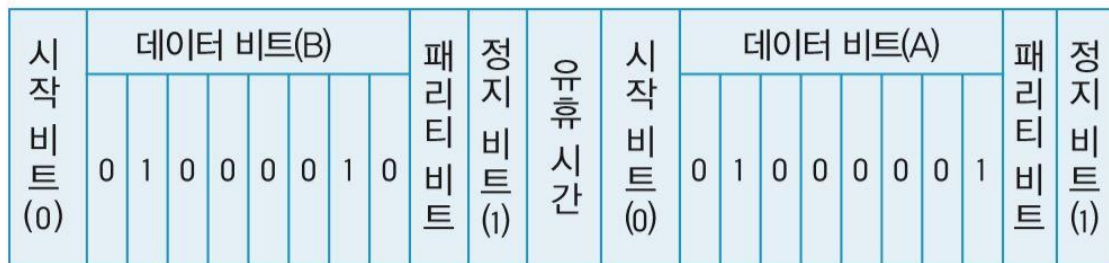 시작 비트(0)
데이터 비트(B)
0 1 0 0 0 0 1 0
패리티 비트
정지 비트(1)
유휴 시간
시작 비트(0)
데이터 비트(A)
0 1 0 0 0 0 0 1
패리티 비트
정지 비트(1)